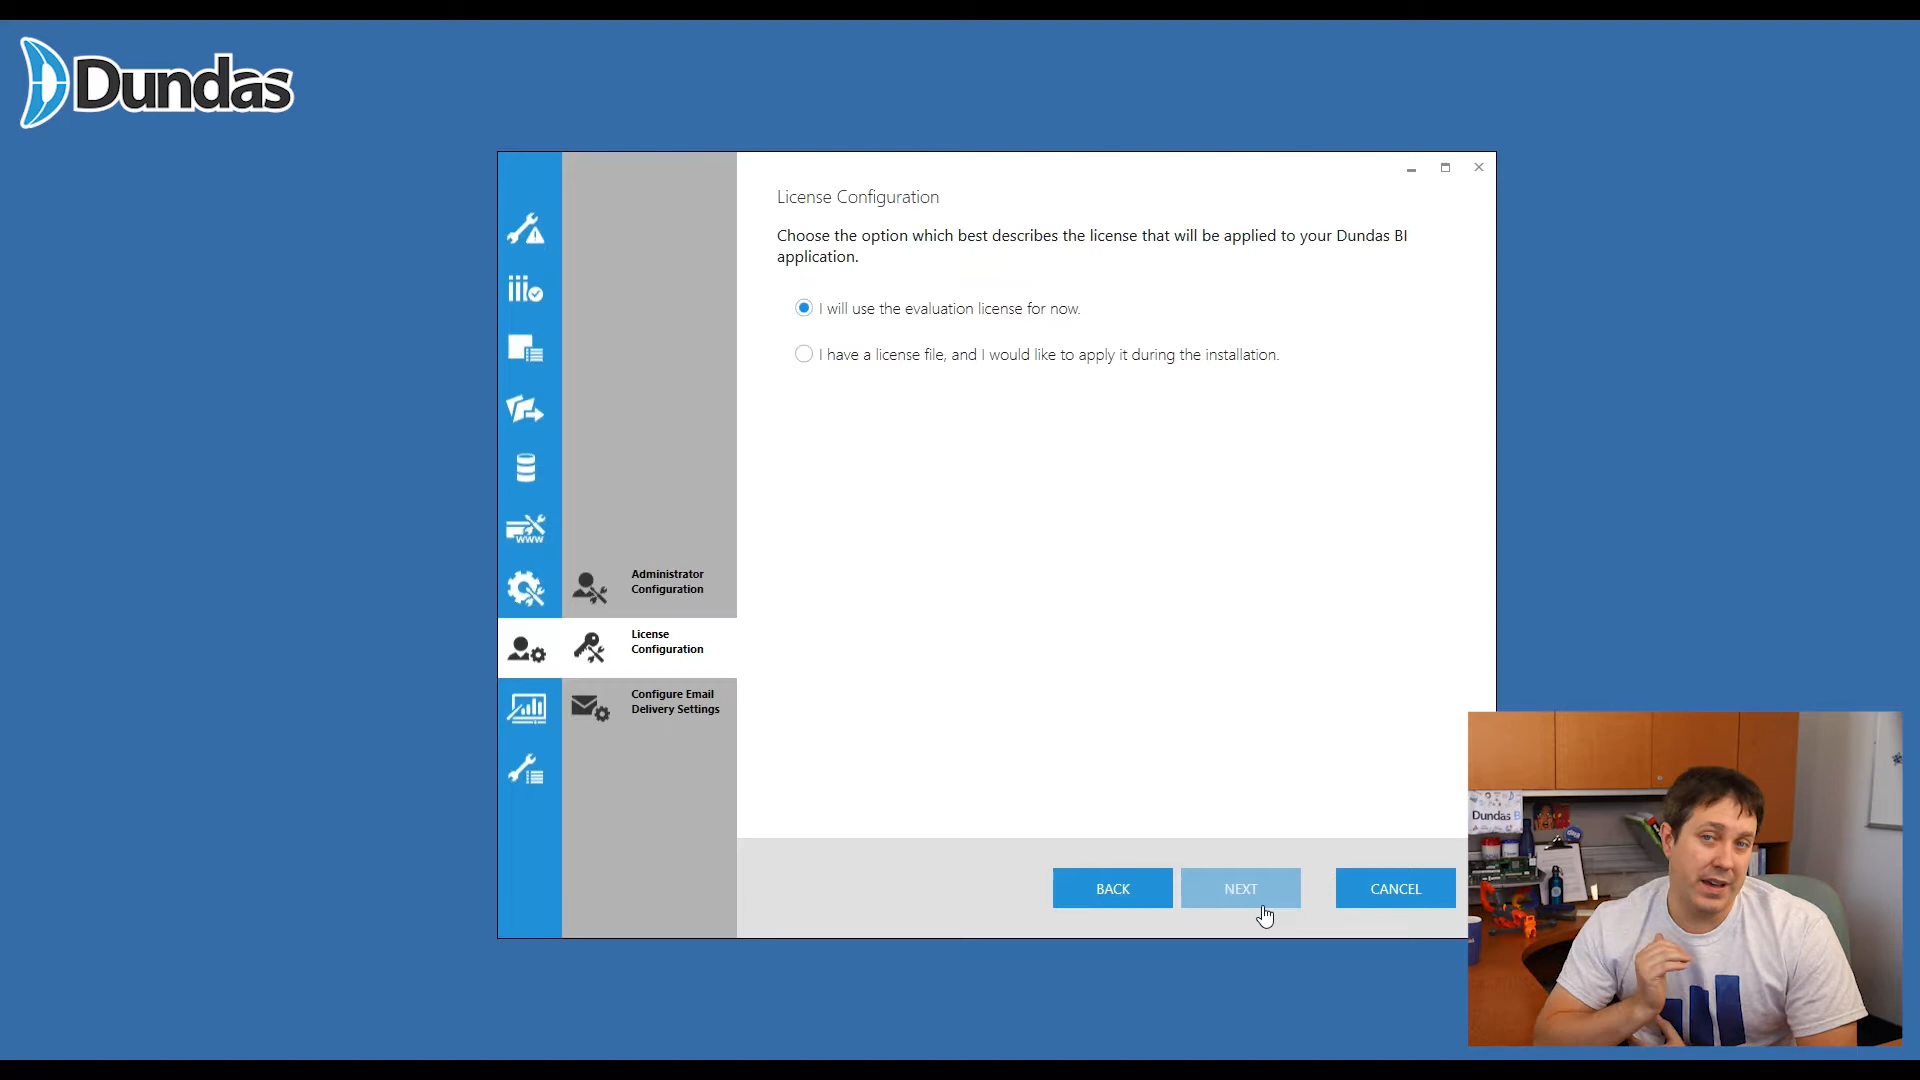 Dundas
License Configuration
Choose the option which best describes the license that will be applied to your Dundas BI
application.
I will use the evaluation license for now.
I have a license file, and I would like to apply it during the installation.
www
Administrator
Configuration
License
Configuration
Configure Email
Delivery Settings
BACK
NEXT
CANCEL
Dundas B